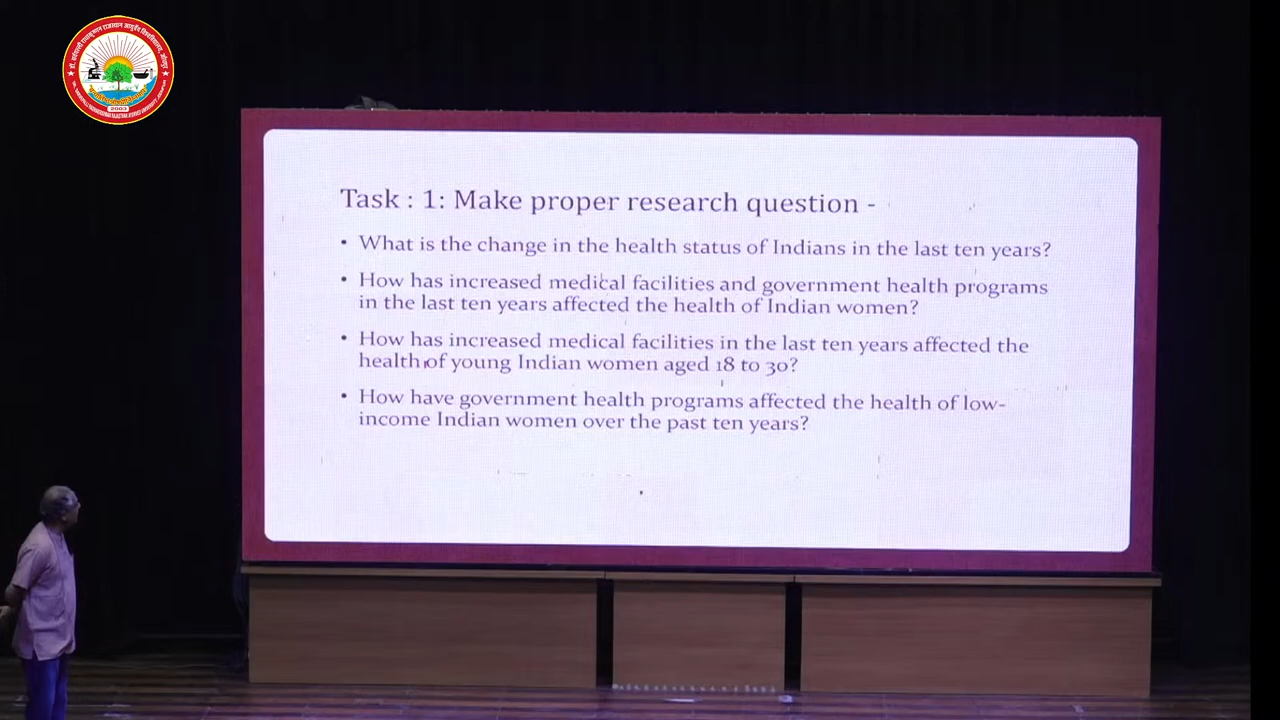 Task : 1: Make proper research question -
• What is the change in the health status of Indians in the last ten years?
• How has increased medical facilities and government health programs
in the last ten years affected the health of Indian women?
• How has increased medical facilities in the last ten years affected the
health of young Indian women aged 18 to 30?
• How have government health programs affected the health of low-
income Indian women over the past ten years?
2003